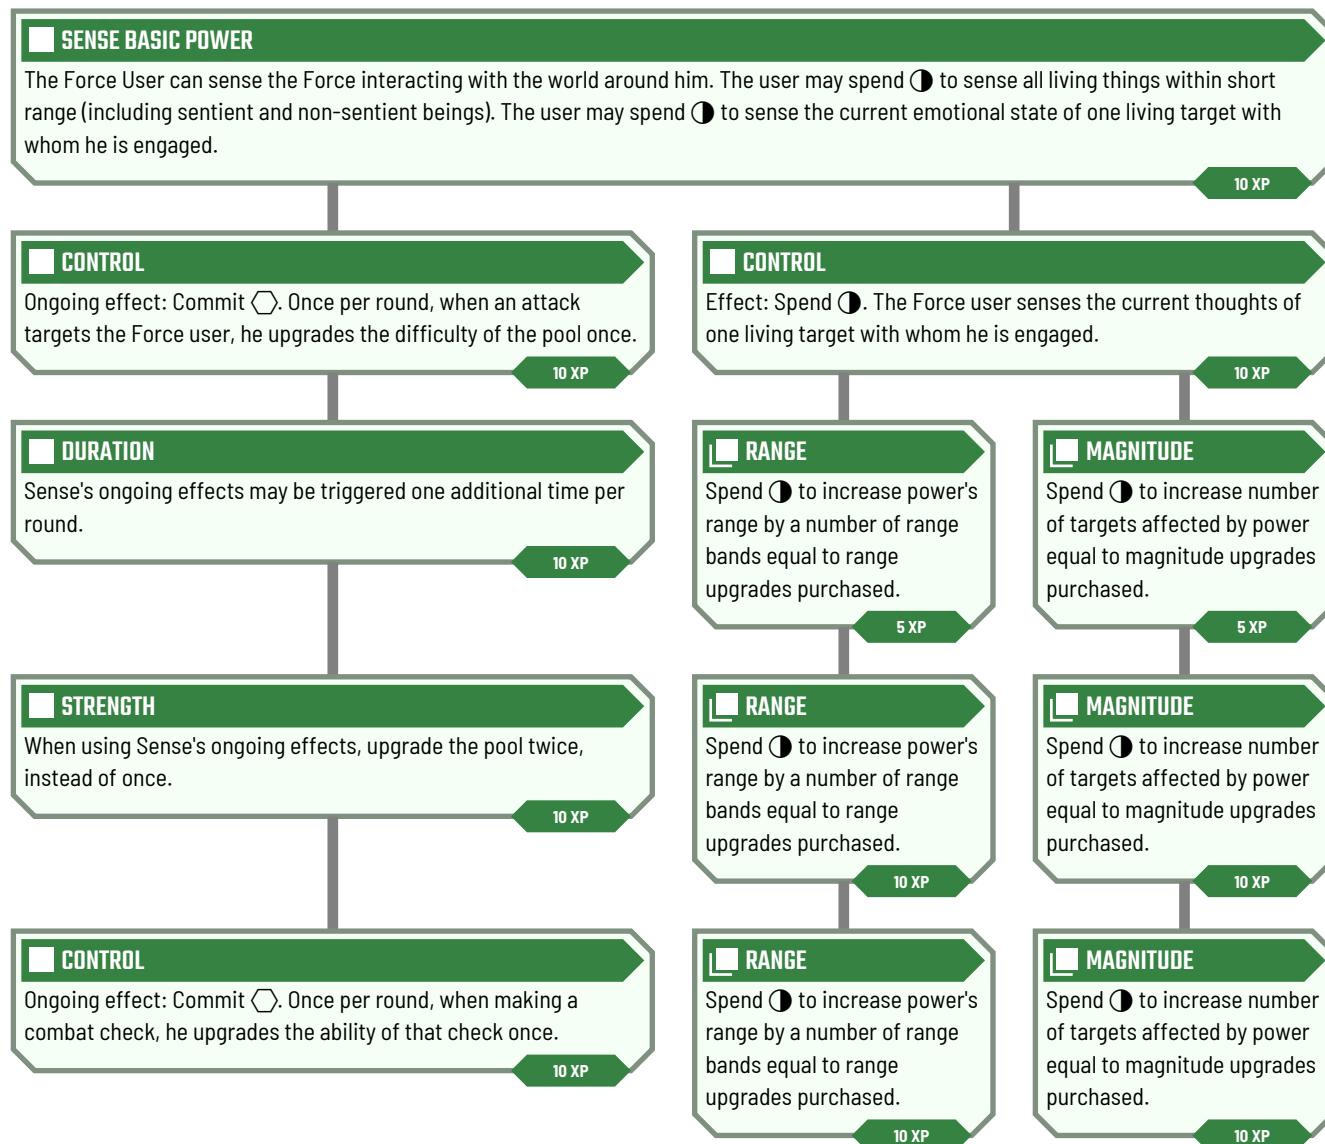 SENSE BASIC POWER
The Force User can sense the Force interacting with the world around him. The user may spend ◑ to sense all living things within short
range (including sentient and non-sentient beings). The user may spend ◑ to sense the current emotional state of one living target with
whom he is engaged.
10 XP
CONTROL
Ongoing effect: Commit ⬡. Once per round, when an attack
targets the Force user, he upgrades the difficulty of the pool once.
10 XP
CONTROL
Effect: Spend ◑. The Force user senses the current thoughts of
one living target with whom he is engaged.
10 XP
DURATION
Sense's ongoing effects may be triggered one additional time per
round.
10 XP
RANGE
Spend ◑ to increase power's
range by a number of range
bands equal to range
upgrades purchased.
5 XP
MAGNITUDE
Spend ◑ to increase number
of targets affected by power
equal to magnitude upgrades
purchased.
5 XP
STRENGTH
When using Sense's ongoing effects, upgrade the pool twice,
instead of once.
10 XP
RANGE
Spend ◑ to increase power's
range by a number of range
bands equal to range
upgrades purchased.
10 XP
MAGNITUDE
Spend ◑ to increase number
of targets affected by power
equal to magnitude upgrades
purchased.
10 XP
CONTROL
Ongoing effect: Commit ⬡. Once per round, when making a
combat check, he upgrades the ability of that check once.
10 XP
RANGE
Spend ◑ to increase power's
range by a number of range
bands equal to range
upgrades purchased.
10 XP
MAGNITUDE
Spend ◑ to increase number
of targets affected by power
equal to magnitude upgrades
purchased.
10 XP